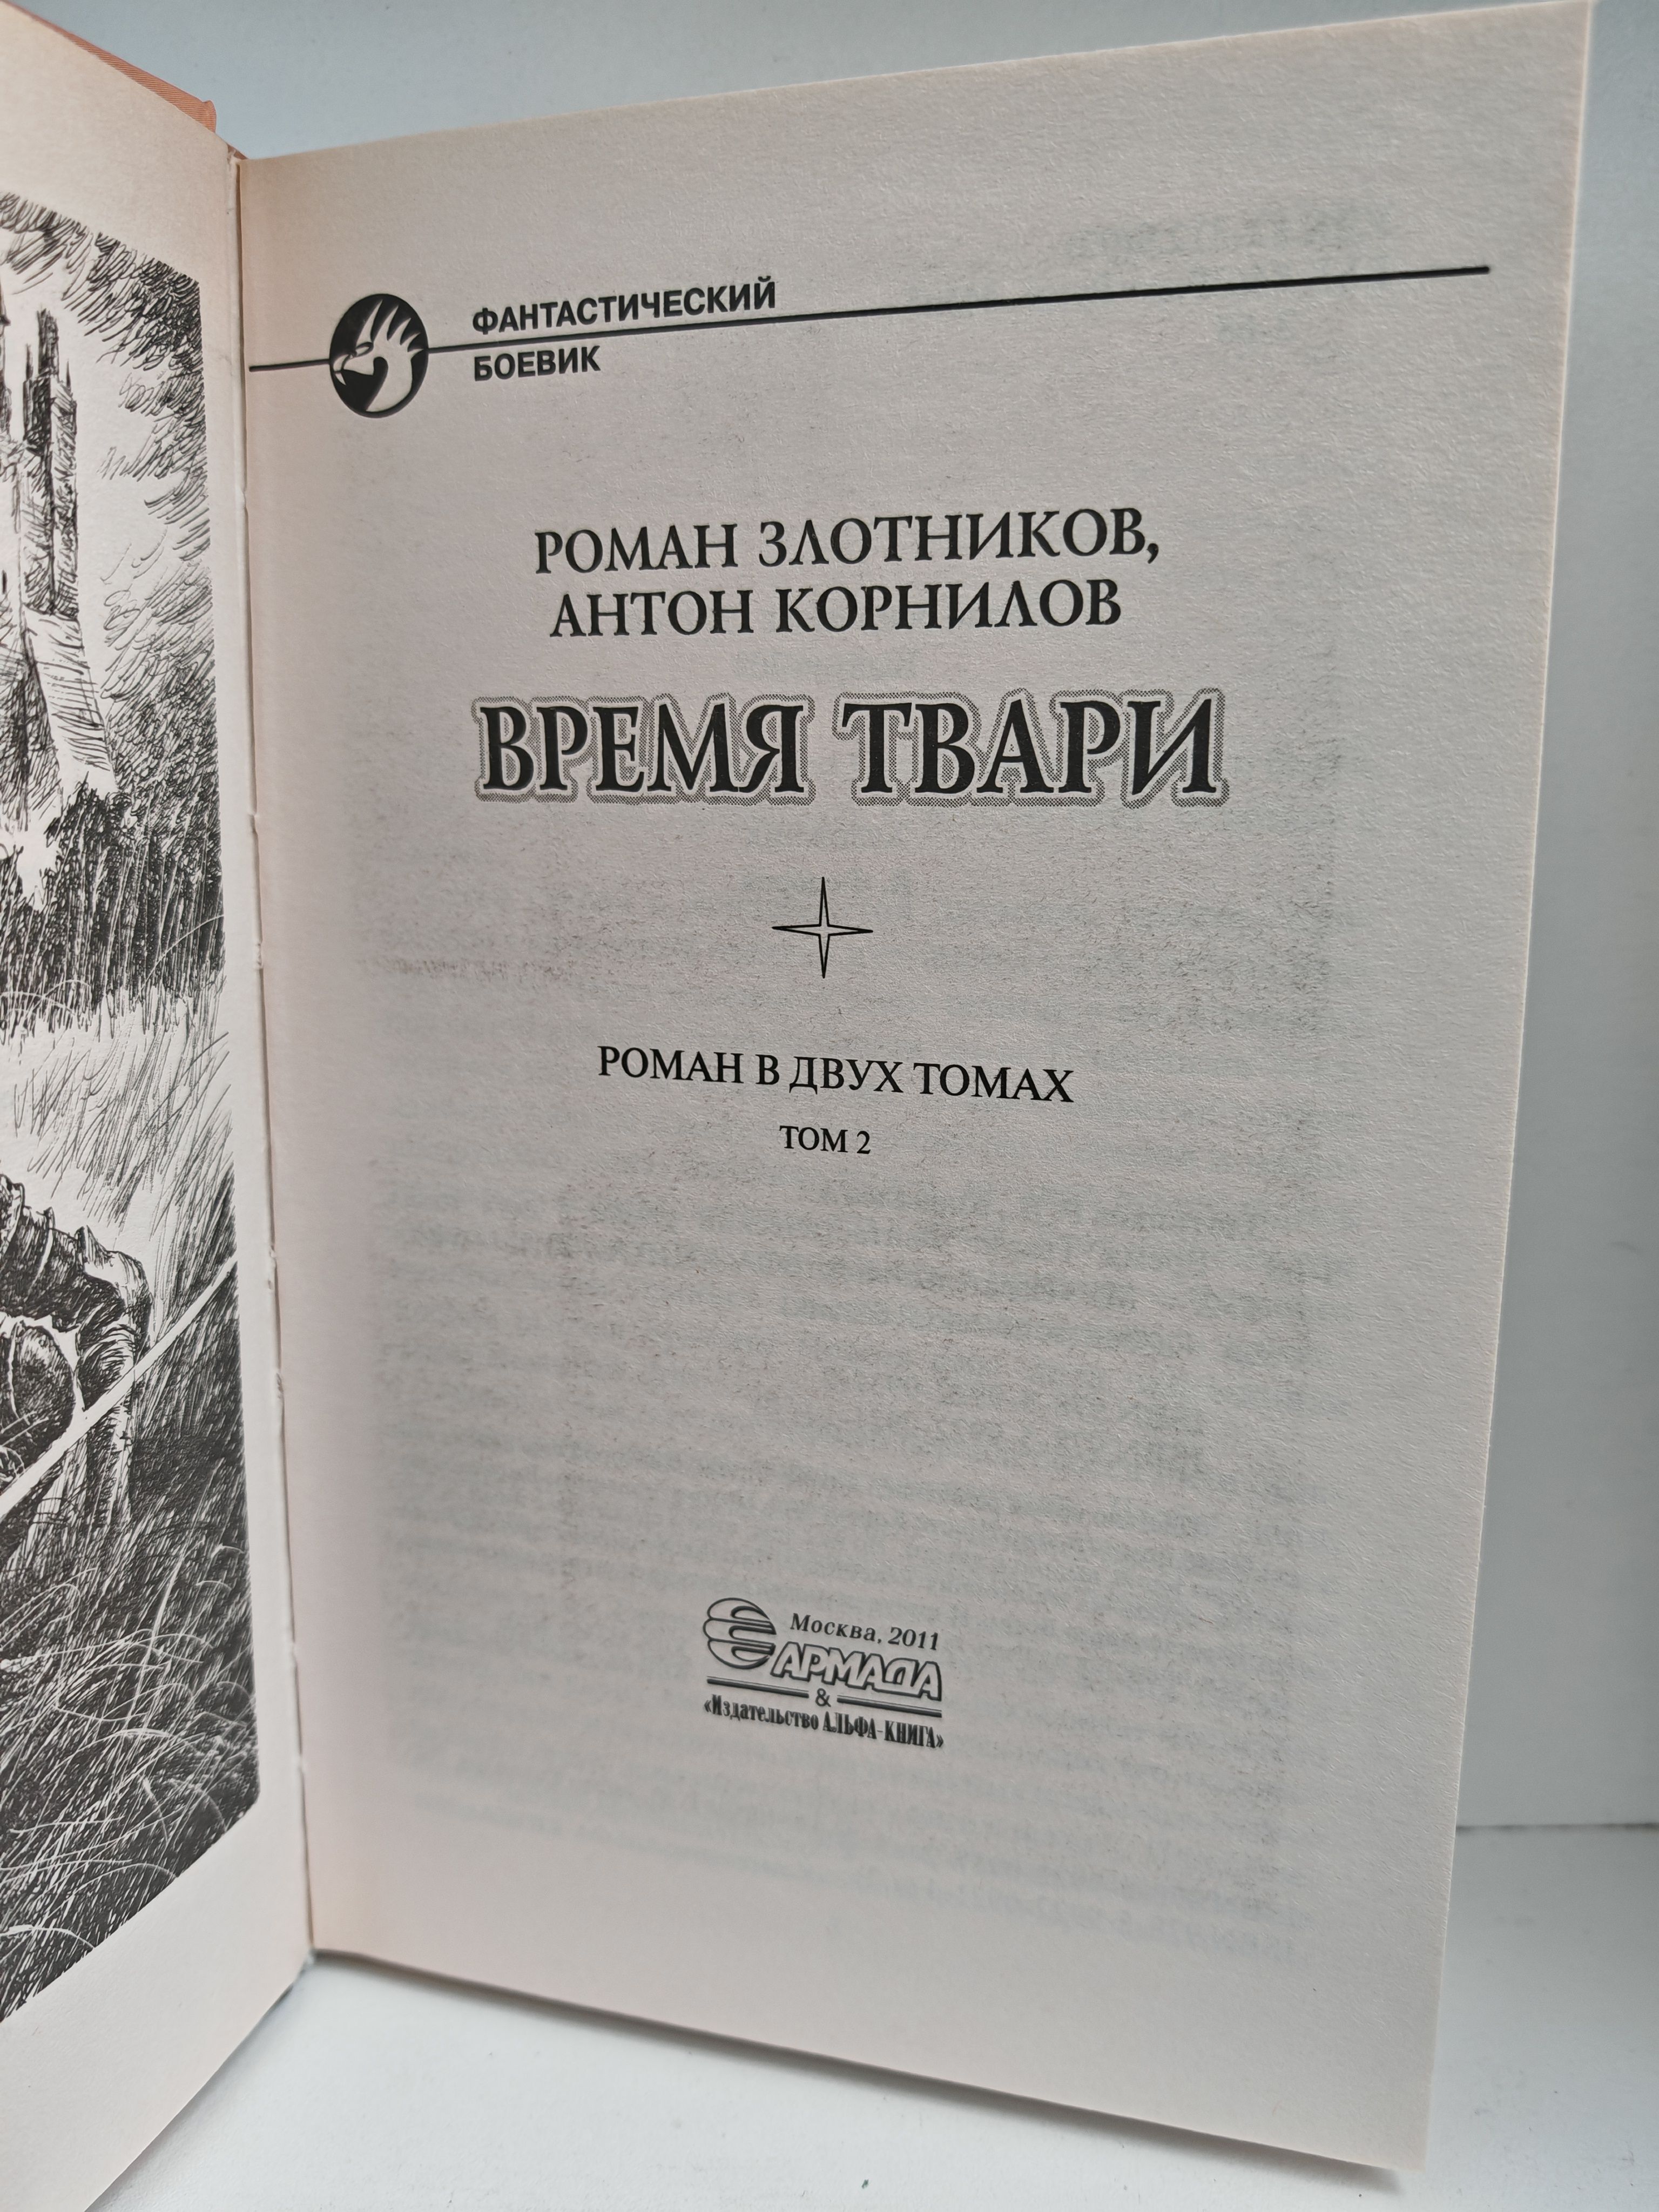 ФАНТАСТИЧЕСКИЙ
БОЕВИК
РОМАН ЗЛОТНИКОВ,
АНТОН КОРНИЛОВ
ВРЕМЯ ТВАРИ
РОМАН В ДВУХ ТОМАХ
ТОМ 2
Москва, 2011
АРМАДА
&
«Издательство АЛЬФА-КНИГА»